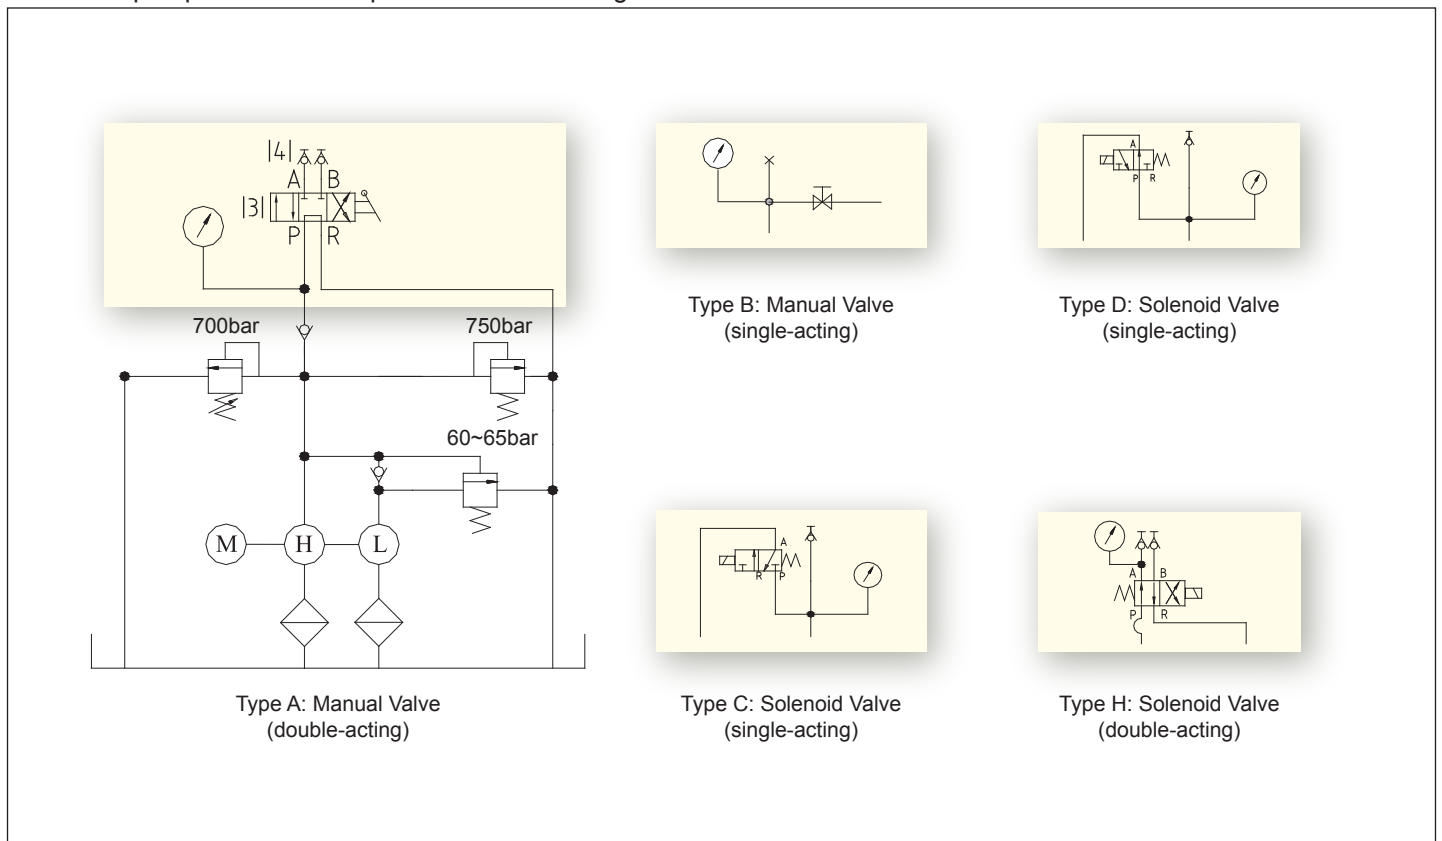 |4|
A B
|3|
P R
700bar
750bar
60~65bar
M H L
Type A: Manual Valve
(double-acting)
Type B: Manual Valve
(single-acting)
A
P R
Type D: Solenoid Valve
(single-acting)
A
R P
Type C: Solenoid Valve
(single-acting)
A B
P R
Type H: Solenoid Valve
(double-acting)